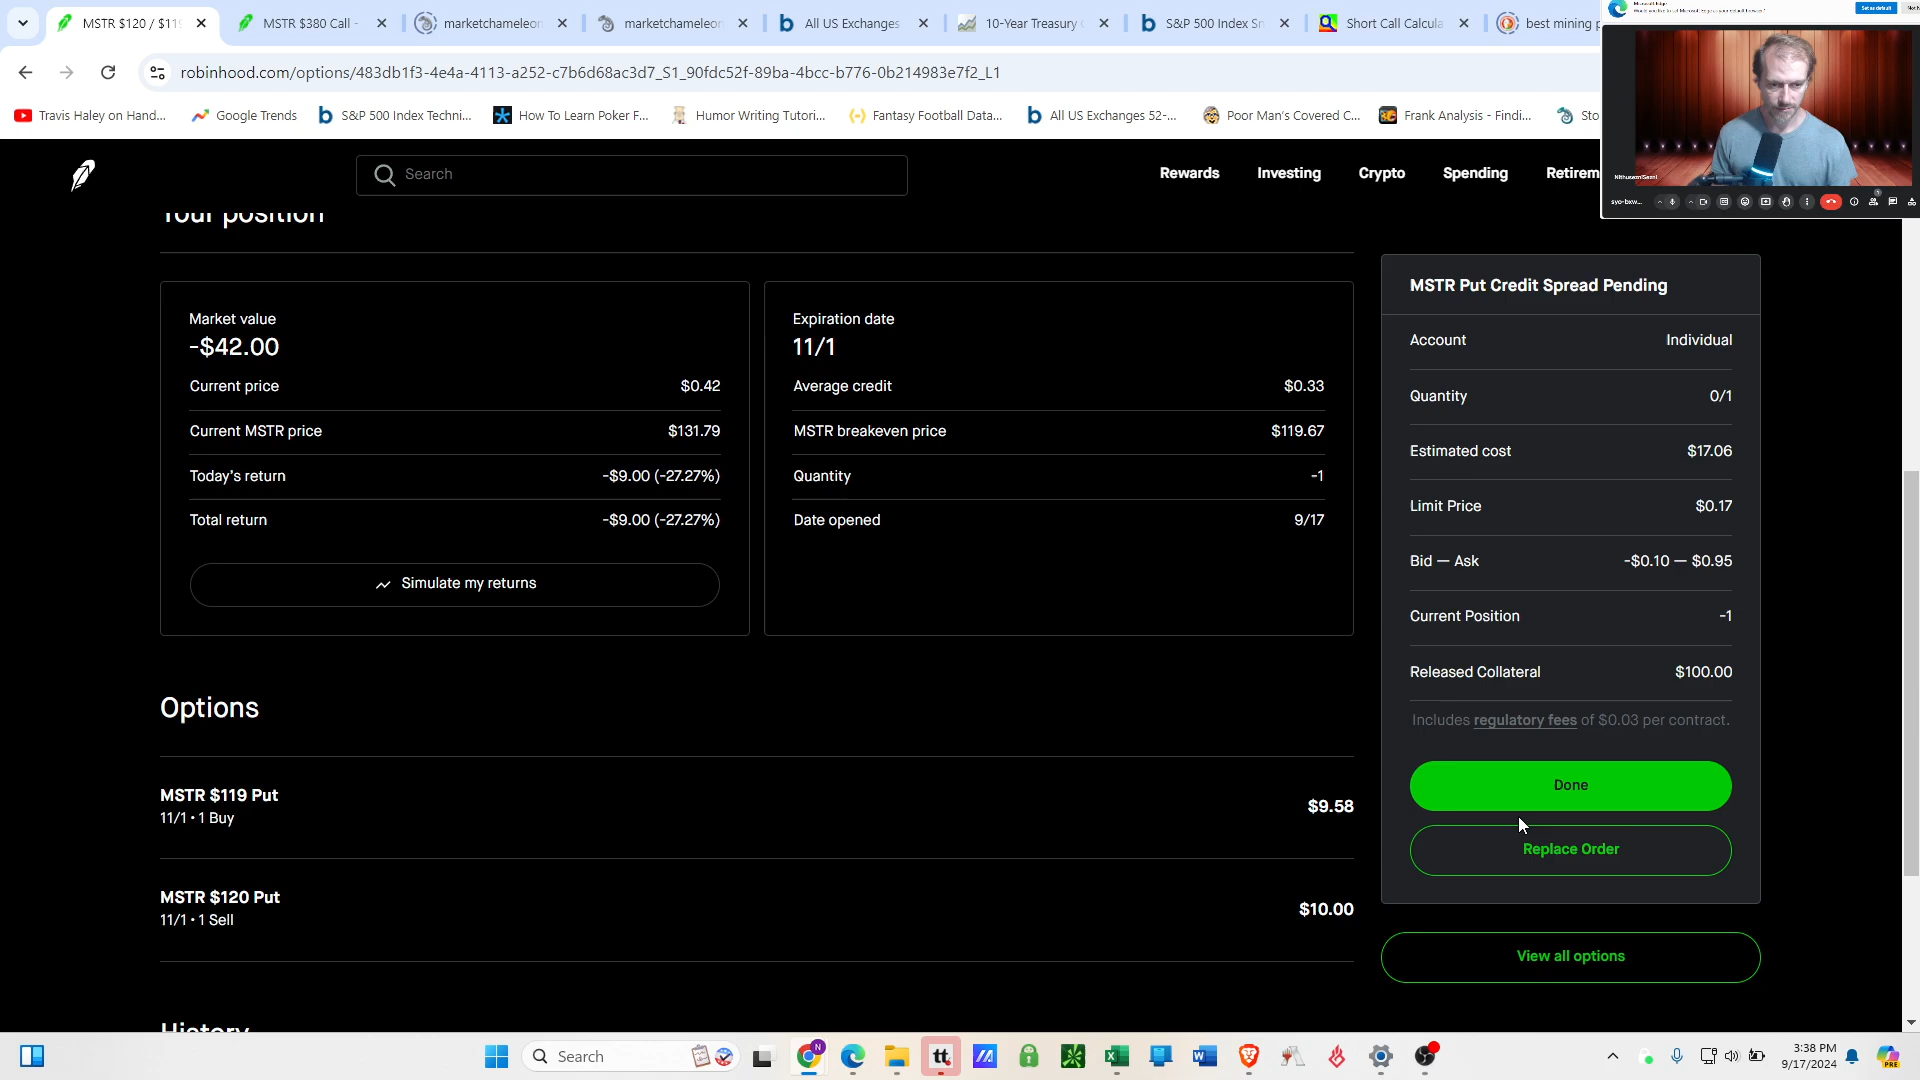 MSTR $120 / $119
MSTR $380 Call -
marketchameleon
marketchameleon
All US Exchanges
10-Year Treasury
S&P 500 Index Sn
Short Call Calcula
best mining p
robinhood.com/options/483db1f3-4e4a-4113-a252-c7b6d68ac3d7_S1_90fdc52f-89ba-4bcc-b776-0b214983e7f2_L1
Travis Haley on Hand...
Google Trends
S&P 500 Index Techni...
How To Learn Poker F...
Humor Writing Tutori...
Fantasy Football Data...
All US Exchanges 52-...
Poor Man's Covered C...
Frank Analysis - Findi...
Sto
Search
Rewards
Investing
Crypto
Spending
Retirem
Your position
Market value
-$42.00
Current price $0.42
Current MSTR price $131.79
Today's return -$9.00 (-27.27%)
Total return -$9.00 (-27.27%)
Simulate my returns
Expiration date
11/1
Average credit $0.33
MSTR breakeven price $119.67
Quantity -1
Date opened 9/17
Options
MSTR $119 Put
11/1 · 1 Buy
$9.58
MSTR $120 Put
11/1 · 1 Sell
$10.00
History
MSTR Put Credit Spread Pending
Account Individual
Quantity 0/1
Estimated cost $17.06
Limit Price $0.17
Bid — Ask -$0.10 — $0.95
Current Position -1
Released Collateral $100.00
Includes regulatory fees of $0.03 per contract.
Done
Replace Order
View all options
Search
3:38 PM
9/17/2024